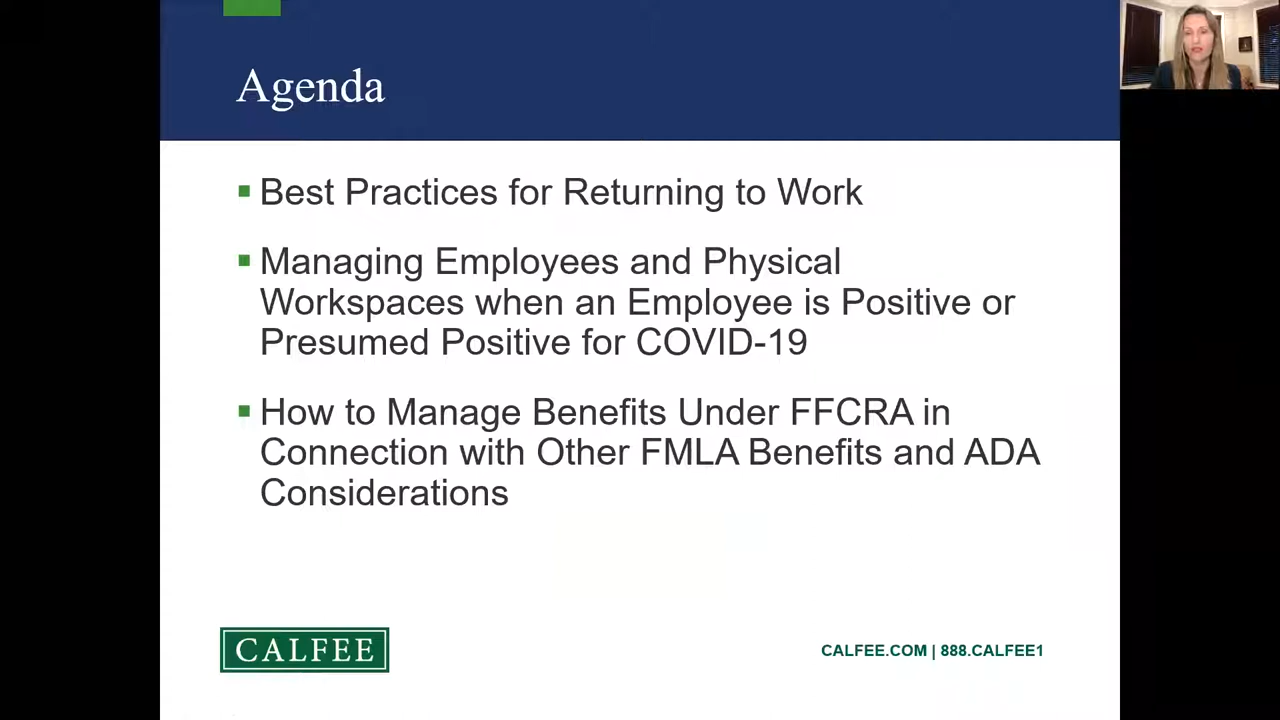 Agenda
Best Practices for Returning to Work
Managing Employees and Physical
Workspaces when an Employee is Positive or
Presumed Positive for COVID-19
How to Manage Benefits Under FFCRA in
Connection with Other FMLA Benefits and ADA
Considerations
CALFEE
CALFEE.COM | 888.CALFEE1